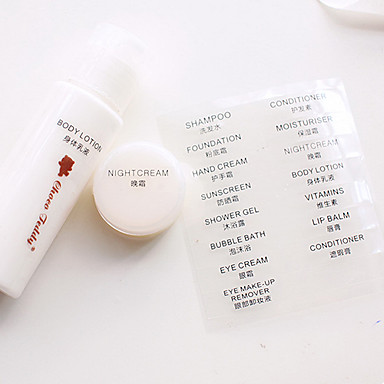 BODY LOTION
身体乳液
Choco Teddy
NIGHTCREAM
晚霜
SHAMPOO
洗发水
FOUNDATION
粉底霜
HAND CREAM
护手霜
SUNSCREEN
防晒霜
SHOWER GEL
沐浴露
BUBBLE BATH
泡沫浴
EYE CREAM
眼霜
EYE MAKE-UP
REMOVER
眼部卸妆液
CONDITIONER
护发素
MOISTURISER
保湿霜
NIGHTCREAM
晚霜
BODY LOTION
身体乳液
VITAMINS
维生素
LIP BALM
唇膏
CONDITIONER
遮瑕膏